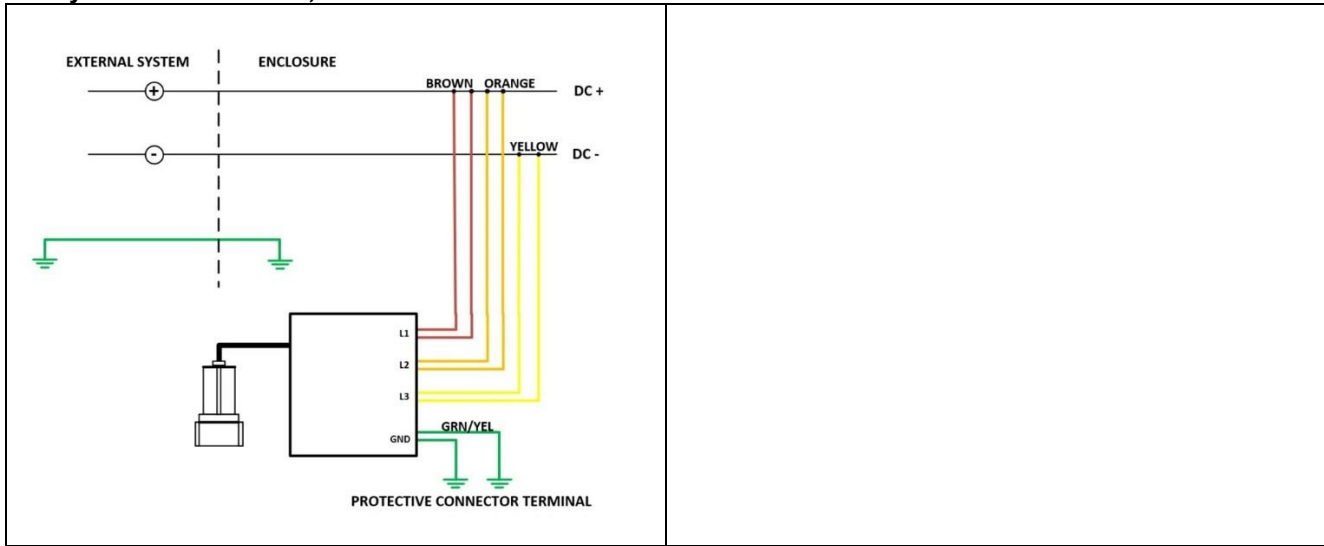 EXTERNAL SYSTEM
ENCLOSURE
BROWN ORANGE
+
DC +
YELLOW
-
DC -
L1
L2
L3
GRN/YEL
GND
PROTECTIVE CONNECTOR TERMINAL